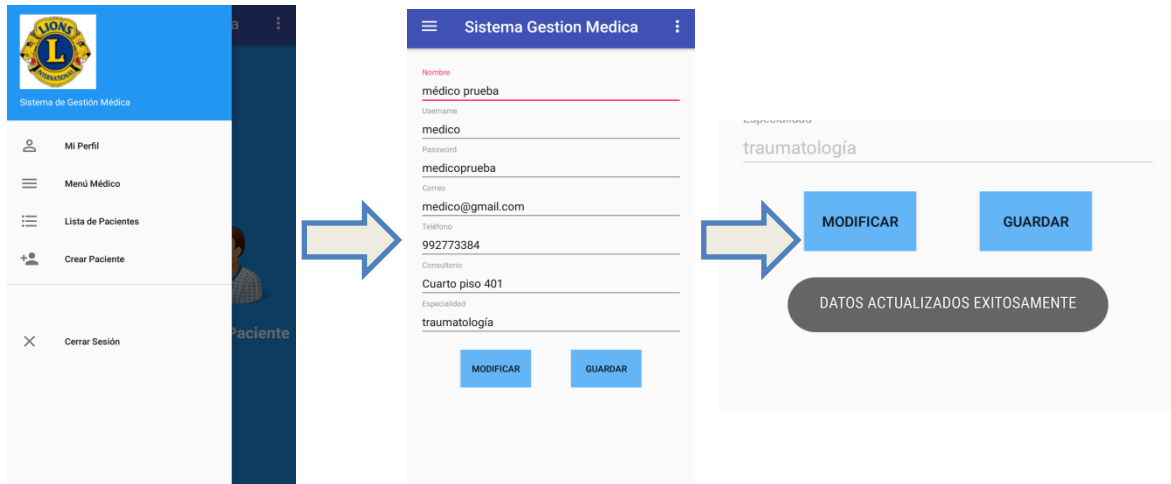 LIONS
L
INTERNATIONAL
Sistema de Gestión Médica
Mi Perfil
Menú Médico
Lista de Pacientes
Crear Paciente
Cerrar Sesión
a
Paciente
Sistema Gestion Medica
Nombre
médico prueba
Username
medico
Password
medicoprueba
Correo
medico@gmail.com
Teléfono
992773384
Consultorio
Cuarto piso 401
Especialidad
traumatología
MODIFICAR
GUARDAR
Especialidad
traumatología
MODIFICAR
GUARDAR
DATOS ACTUALIZADOS EXITOSAMENTE